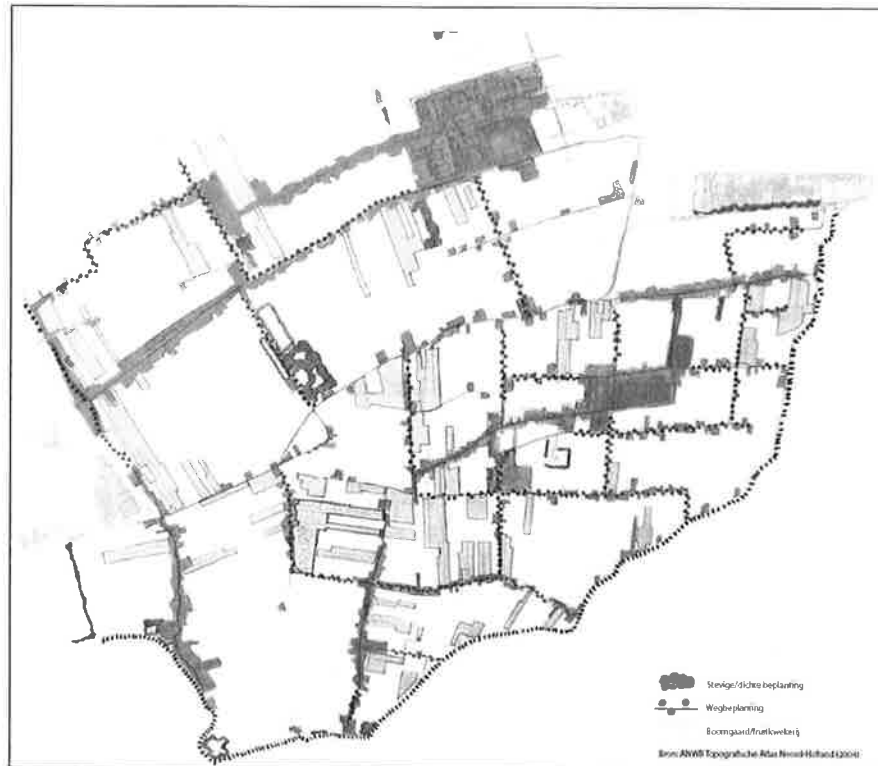 Stevige/dichte beplanting
Wegbeplanting
Boomgaard/fruitkwekerij
Bron: ANWB Topografische Atlas Noord-Holland (2004)